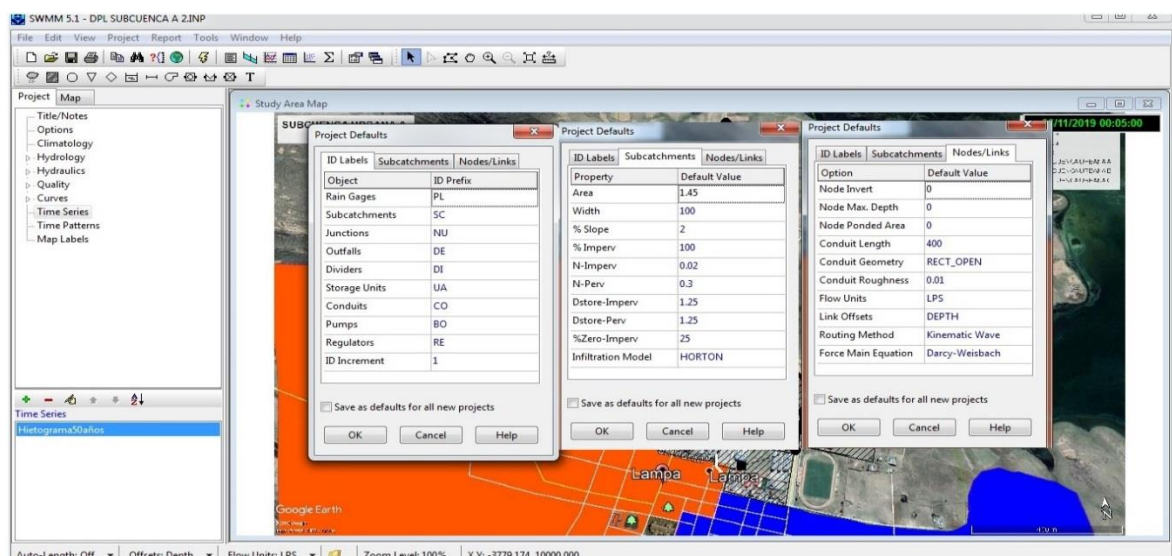 SWMM 5.1 - DPL SUBCUENCA A 2.INP
File Edit View Project Report Tools Window Help
Project Map
Title/Notes
Options
Climatology
Hydrology
Hydraulics
Quality
Curves
Time Series
Time Patterns
Map Labels
Time Series
Hietograma50años
Study Area Map
/11/2019 00:05:00
Project Defaults
ID Labels Subcatchments Nodes/Links
Object ID Prefix
Rain Gages PL
Subcatchments SC
Junctions NU
Outfalls DE
Dividers DI
Storage Units UA
Conduits CO
Pumps BO
Regulators RE
ID Increment 1
Save as defaults for all new projects
OK Cancel Help
Project Defaults
ID Labels Subcatchments Nodes/Links
Property Default Value
Area 1.45
Width 100
% Slope 2
% Imperv 100
N-Imperv 0.02
N-Perv 0.3
Dstore-Imperv 1.25
Dstore-Perv 1.25
%Zero-Imperv 25
Infiltration Model HORTON
Save as defaults for all new projects
OK Cancel Help
Project Defaults
ID Labels Subcatchments Nodes/Links
Option Default Value
Node Invert 0
Node Max. Depth 0
Node Ponded Area 0
Conduit Length 400
Conduit Geometry RECT_OPEN
Conduit Roughness 0.01
Flow Units LPS
Link Offsets DEPTH
Routing Method Kinematic Wave
Force Main Equation Darcy-Weisbach
Save as defaults for all new projects
OK Cancel Help
Lampa Lampa
Google Earth
Auto-Length: Off Offsets: Depth Flow Units: LPS Zoom Level: 100% X,Y: -3779.174, 10000.000